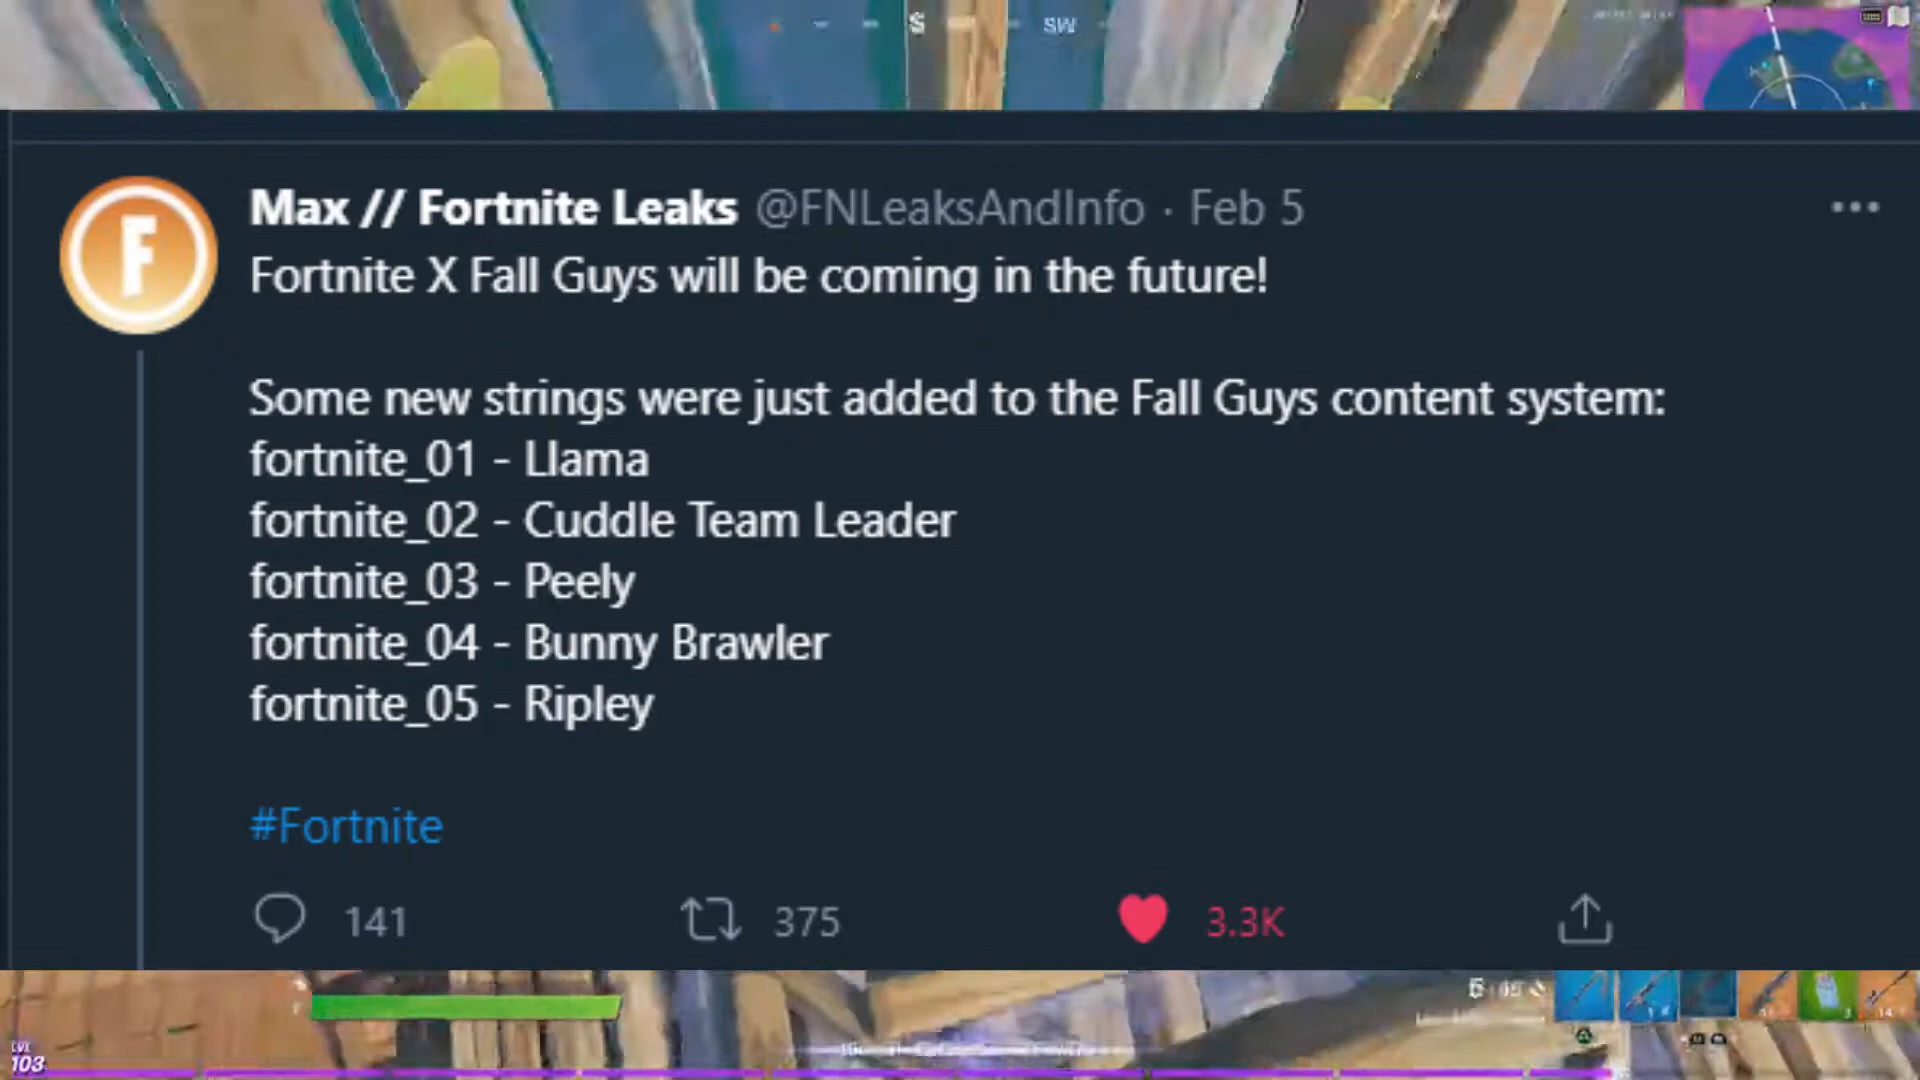 S
SW
Max // Fortnite Leaks @FNLeaksAndInfo · Feb 5
Fortnite X Fall Guys will be coming in the future!
Some new strings were just added to the Fall Guys content system:
fortnite_01 - Llama
fortnite_02 - Cuddle Team Leader
fortnite_03 - Peely
fortnite_04 - Bunny Brawler
fortnite_05 - Ripley
#Fortnite
141 375 3.3K
LVL
103